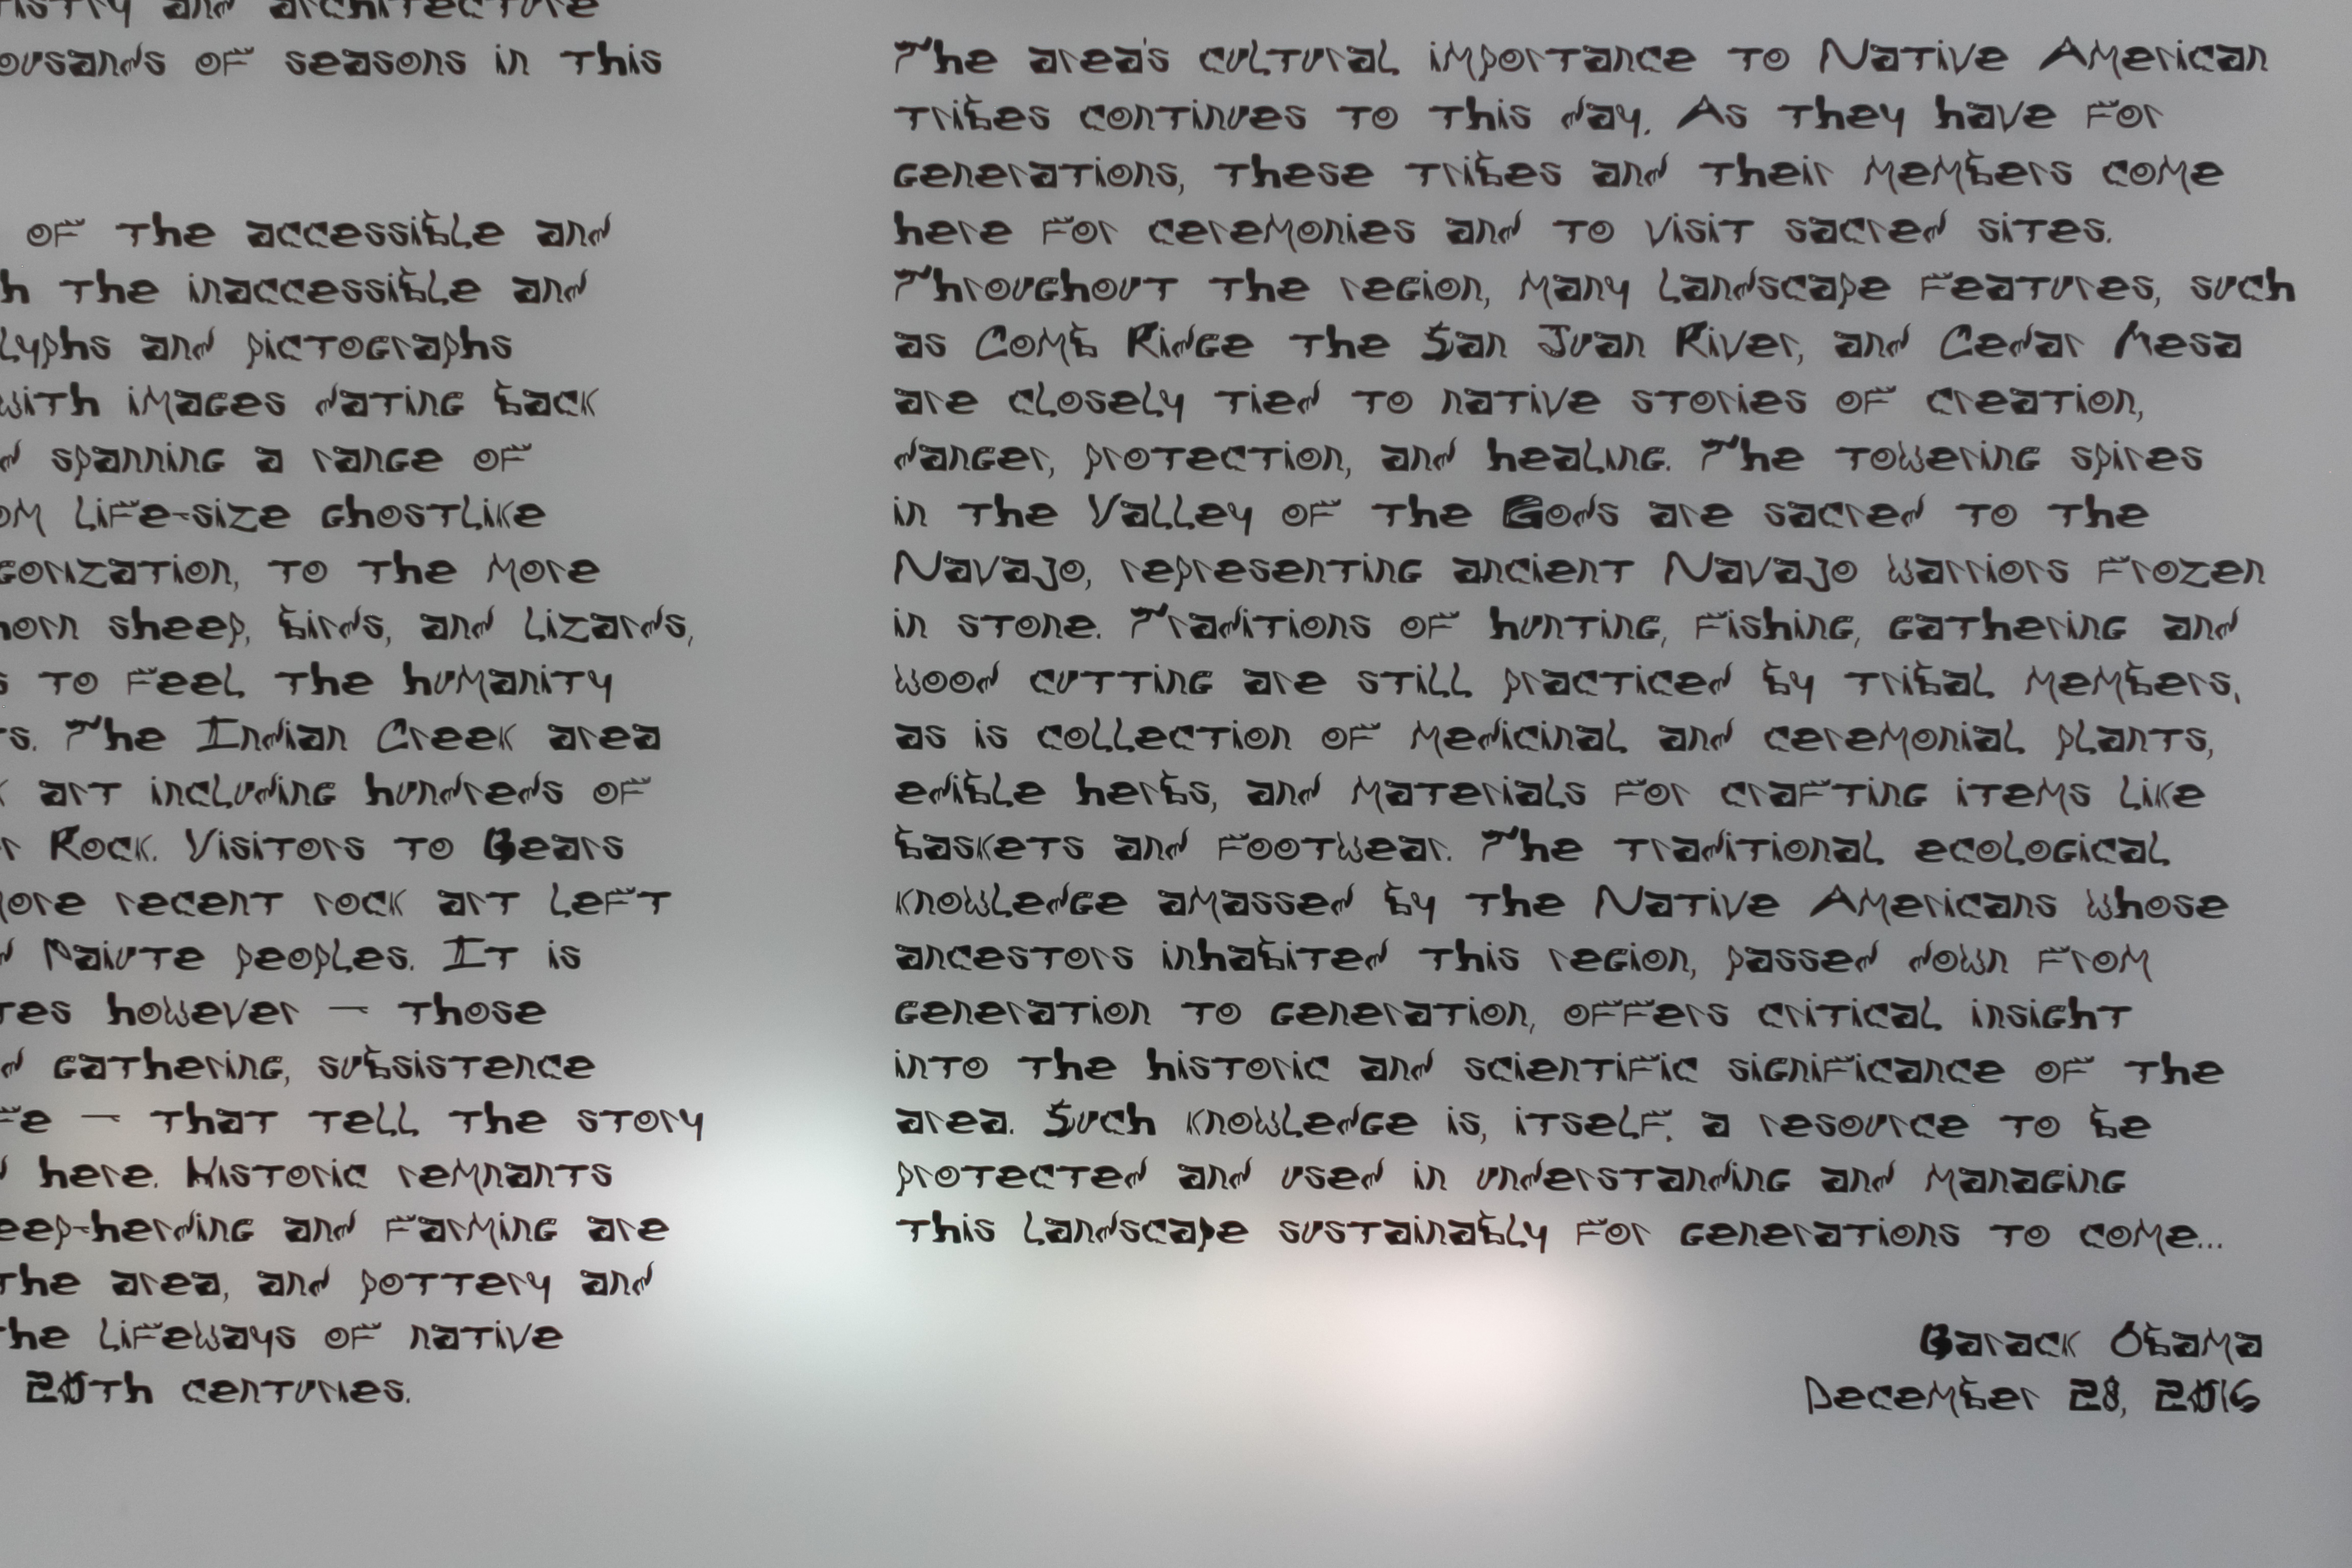 istry and architecture
ousands of seasons in this
of the accessible and
h the inaccessible and
lyphs and pictographs
with images dating back
d spanning a range of
om life-size ghostlike
gorization, to the more
horn sheep, birds, and lizards,
s to feel the humanity
rs. The Indian Creek area
k art including hundreds of
r Rock. Visitors to Bears
more recent rock art left
d Paiute peoples. It is
tes however — those
d gathering, subsistence
fe — that tell the story
d here. Historic remnants
eep-herding and farming are
the area, and pottery and
the lifeways of native
20th centuries.
The area's cultural importance to Native American
tribes continues to this day. As they have for
generations, these tribes and their members come
here for ceremonies and to visit sacred sites.
Throughout the region, many landscape features, such
as Comb Ridge the San Juan River, and Cedar Mesa
are closely tied to native stories of creation,
danger, protection, and healing. The towering spires
in the Valley of the Gods are sacred to the
Navajo, representing ancient Navajo warriors frozen
in stone. Traditions of hunting, fishing, gathering and
wood cutting are still practiced by tribal members,
as is collection of medicinal and ceremonial plants,
edible herbs, and materials for crafting items like
baskets and footwear. The traditional ecological
knowledge amassed by the Native Americans whose
ancestors inhabited this region, passed down from
generation to generation, offers critical insight
into the historic and scientific significance of the
area. Such knowledge is, itself, a resource to be
protected and used in understanding and managing
this landscape sustainably for generations to come...
Barack Obama
December 28, 2016